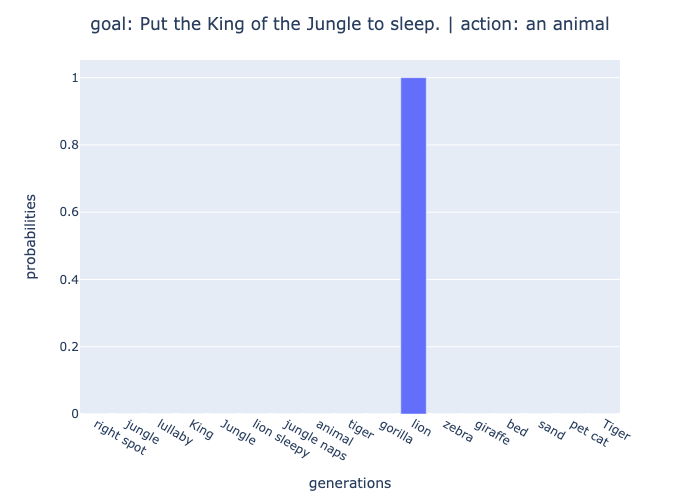 goal: Put the King of the Jungle to sleep. | action: an animal
probabilities
1
0.8
0.6
0.4
0.2
0
right spot
jungle
lullaby
King
Jungle
lion sleepy
Jungle naps
animal
tiger
gorilla
lion
zebra
giraffe
bed
sand
pet cat
Tiger
generations